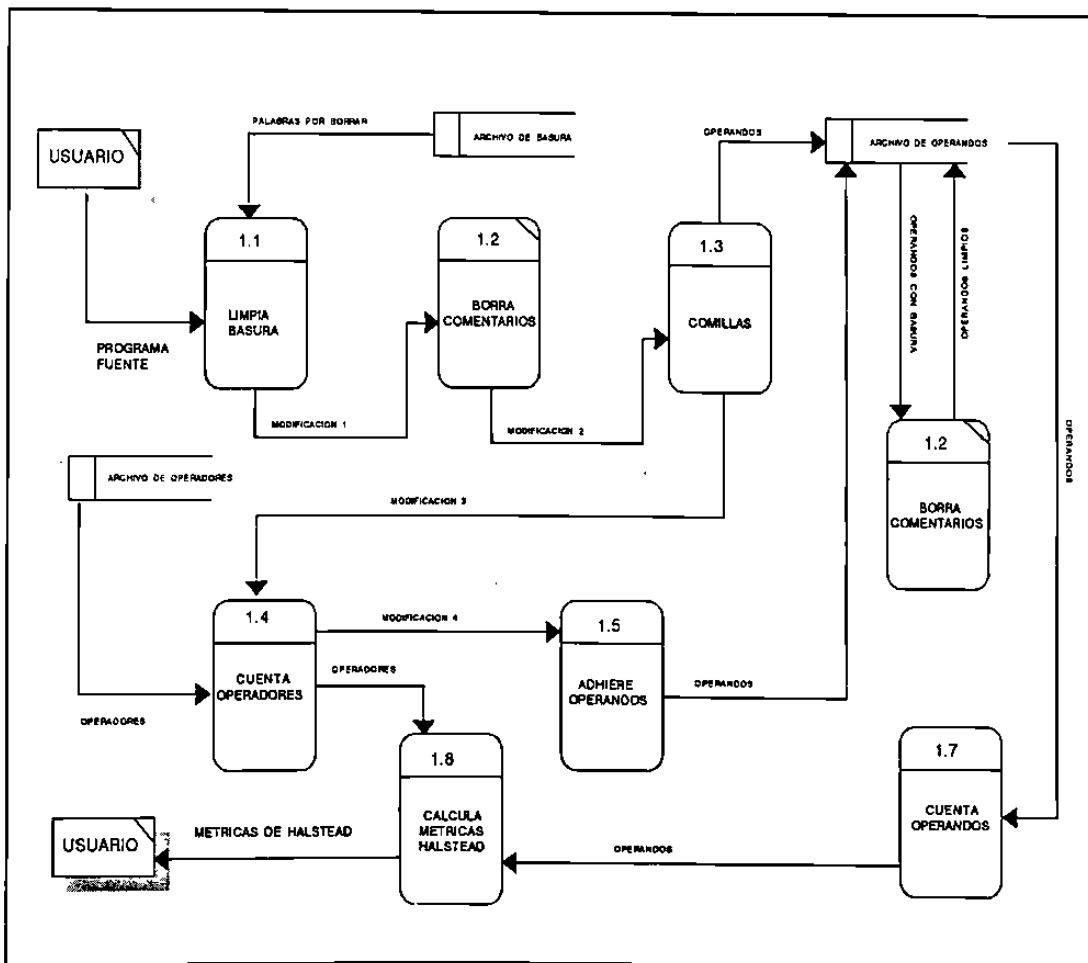 PALABRAS POR BORRAR
ARCHIVO DE BASURA
OPERANDOS
ARCHIVO DE OPERANDOS
USUARIO
1.1
LIMPIA
BASURA
1.2
BORRA
COMENTARIOS
1.3
COMILLAS
OPERANDOS CON BASURA
OPERANDOS LIMPIOS
PROGRAMA
FUENTE
MODIFICACION 1
MODIFICACION 2
1.2
BORRA
COMENTARIOS
OPERANDOS
ARCHIVO DE OPERADORES
MODIFICACION 3
1.4
CUENTA
OPERADORES
MODIFICACION 4
OPERADORES
1.5
ADHIERE
OPERANDOS
OPERANDOS
OPERADORES
1.8
CALCULA
METRICAS
HALSTEAD
1.7
CUENTA
OPERANDOS
USUARIO
METRICAS DE HALSTEAD
OPERANDOS